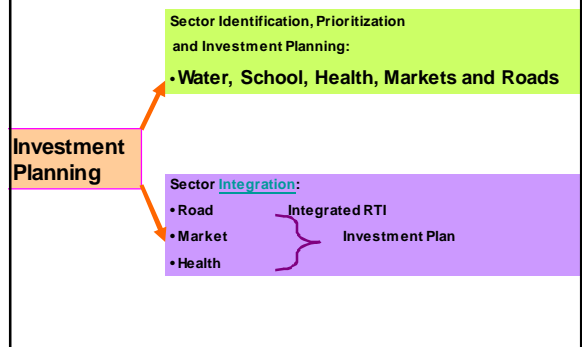 Sector Identification, Prioritization
and Investment Planning:
• Water, School, Health, Markets and Roads
Investment
Planning
Sector Integration:
• Road Integrated RTI
• Market Investment Plan
• Health